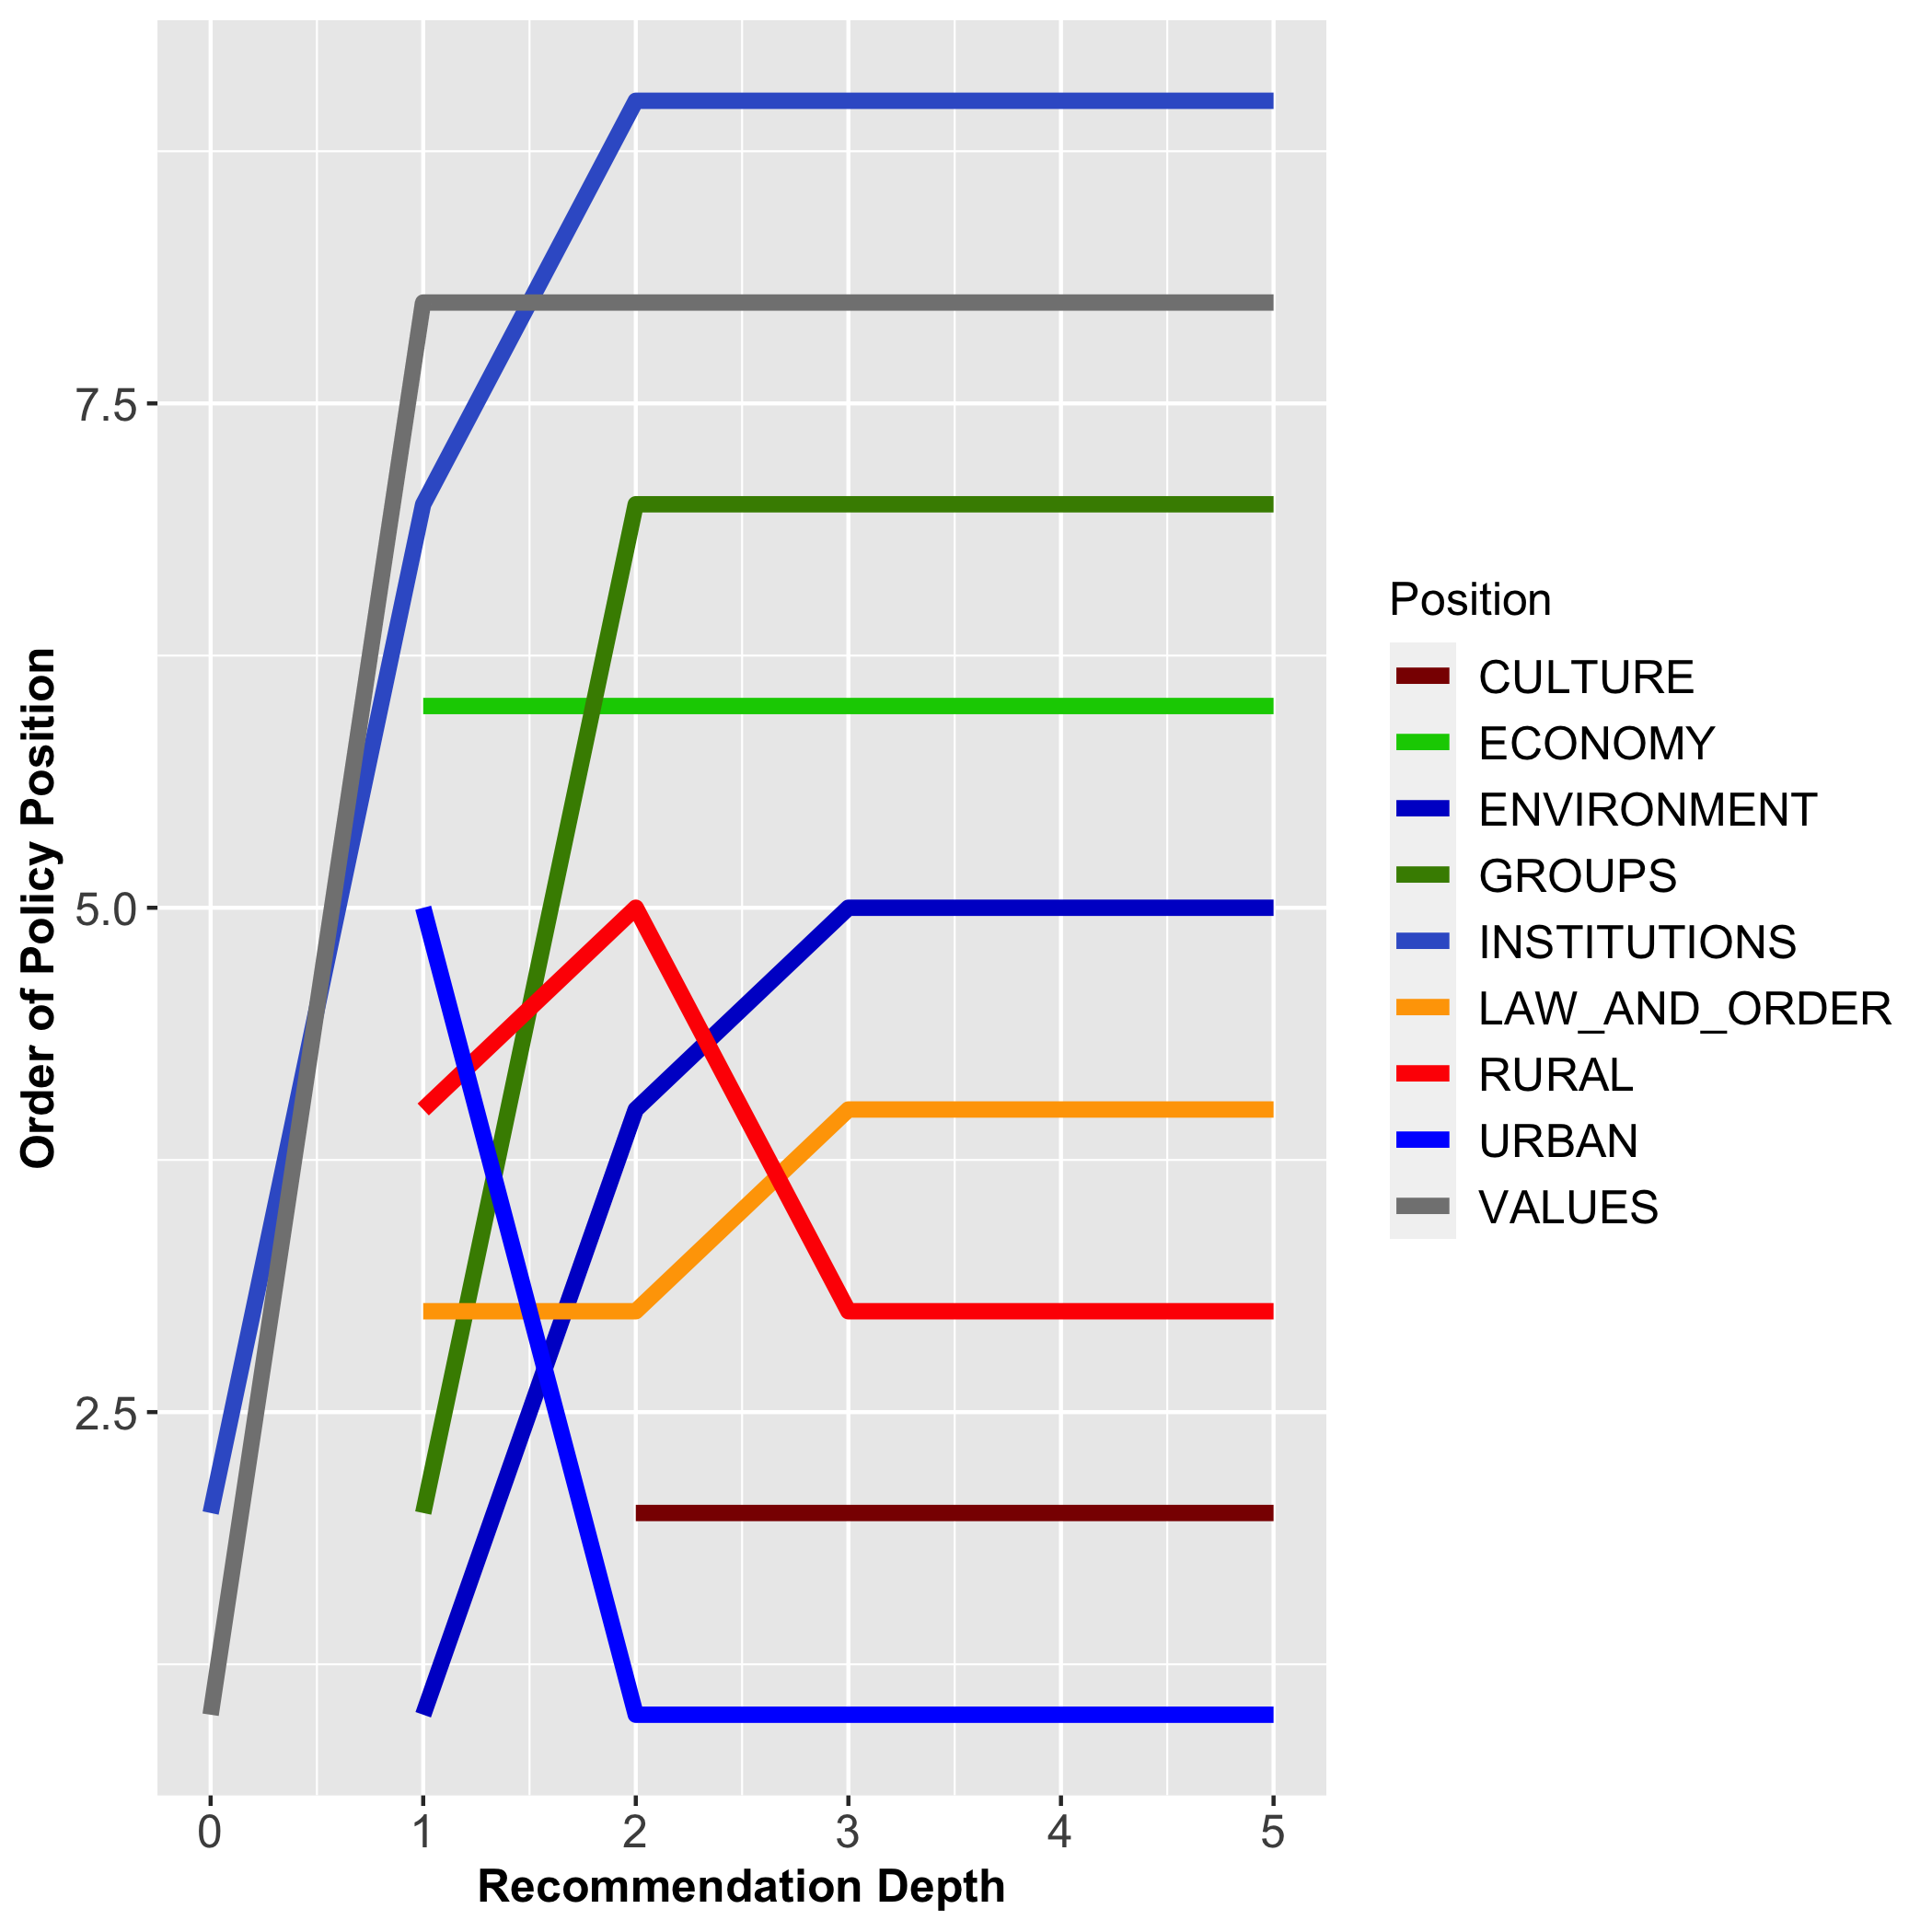 Order of Policy Position
7.5
5.0
2.5
0 1 2 3 4 5
Recommendation Depth
Position
CULTURE
ECONOMY
ENVIRONMENT
GROUPS
INSTITUTIONS
LAW_AND_ORDER
RURAL
URBAN
VALUES